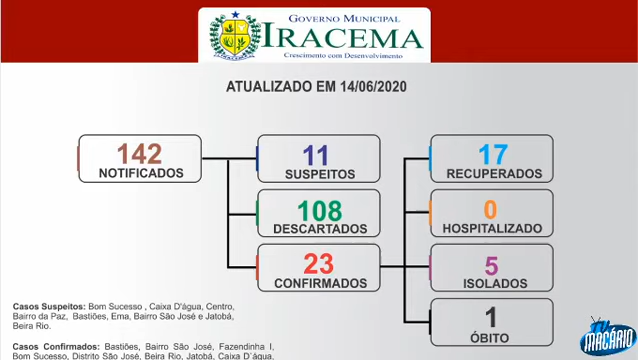 GOVERNO MUNICIPAL
IRACEMA
Crescimento com Desenvolvimento
ATUALIZADO EM 14/06/2020
142
NOTIFICADOS
11
SUSPEITOS
108
DESCARTADOS
23
CONFIRMADOS
17
RECUPERADOS
0
HOSPITALIZADO
5
ISOLADOS
1
ÓBITO
Casos Suspeitos: Bom Sucesso , Caixa D'água, Centro,
Bairro da Paz, Bastiões, Ema, Bairro São José e Jatobá,
Beira Rio.
Casos Confirmados: Bastiões, Bairro São José, Fazendinha I,
Bom Sucesso, Distrito São José, Beira Rio, Jatobá, Caixa D`água,
TV
MACÁRIO